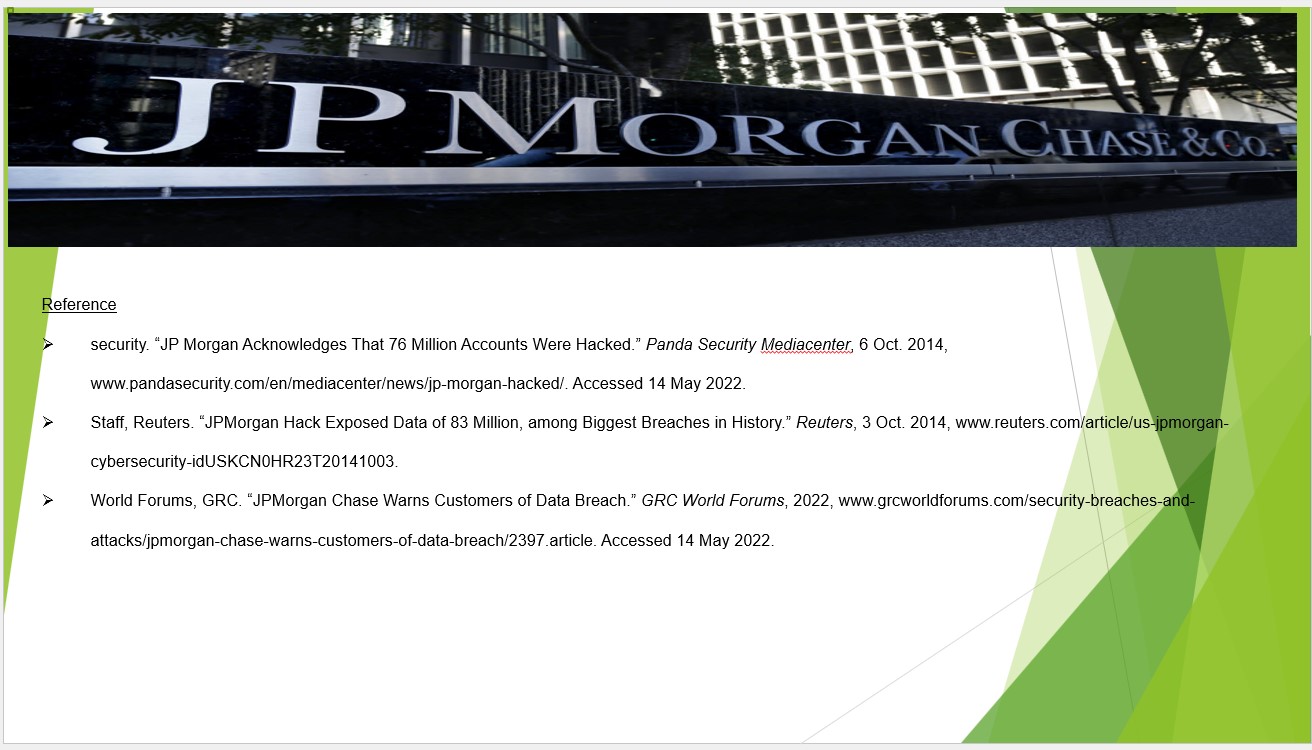 JPMORGAN CHASE & CO.
Reference
➢ security. “JP Morgan Acknowledges That 76 Million Accounts Were Hacked.” Panda Security Mediacenter, 6 Oct. 2014,
www.pandasecurity.com/en/mediacenter/news/jp-morgan-hacked/. Accessed 14 May 2022.
➢ Staff, Reuters. “JPMorgan Hack Exposed Data of 83 Million, among Biggest Breaches in History.” Reuters, 3 Oct. 2014, www.reuters.com/article/us-jpmorgan-
cybersecurity-idUSKCN0HR23T20141003.
➢ World Forums, GRC. “JPMorgan Chase Warns Customers of Data Breach.” GRC World Forums, 2022, www.grcworldforums.com/security-breaches-and-
attacks/jpmorgan-chase-warns-customers-of-data-breach/2397.article. Accessed 14 May 2022.